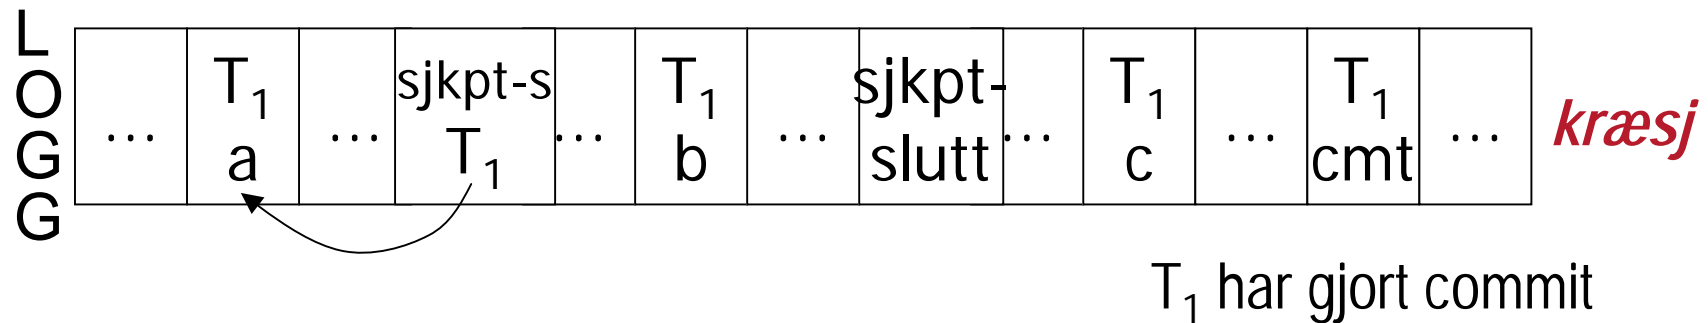 LOGG
... T₁ a ... sjkpt-s T₁ ... T₁ b ... sjkpt-slutt ... T₁ c ... T₁ cmt ... kræsj
T₁ har gjort commit